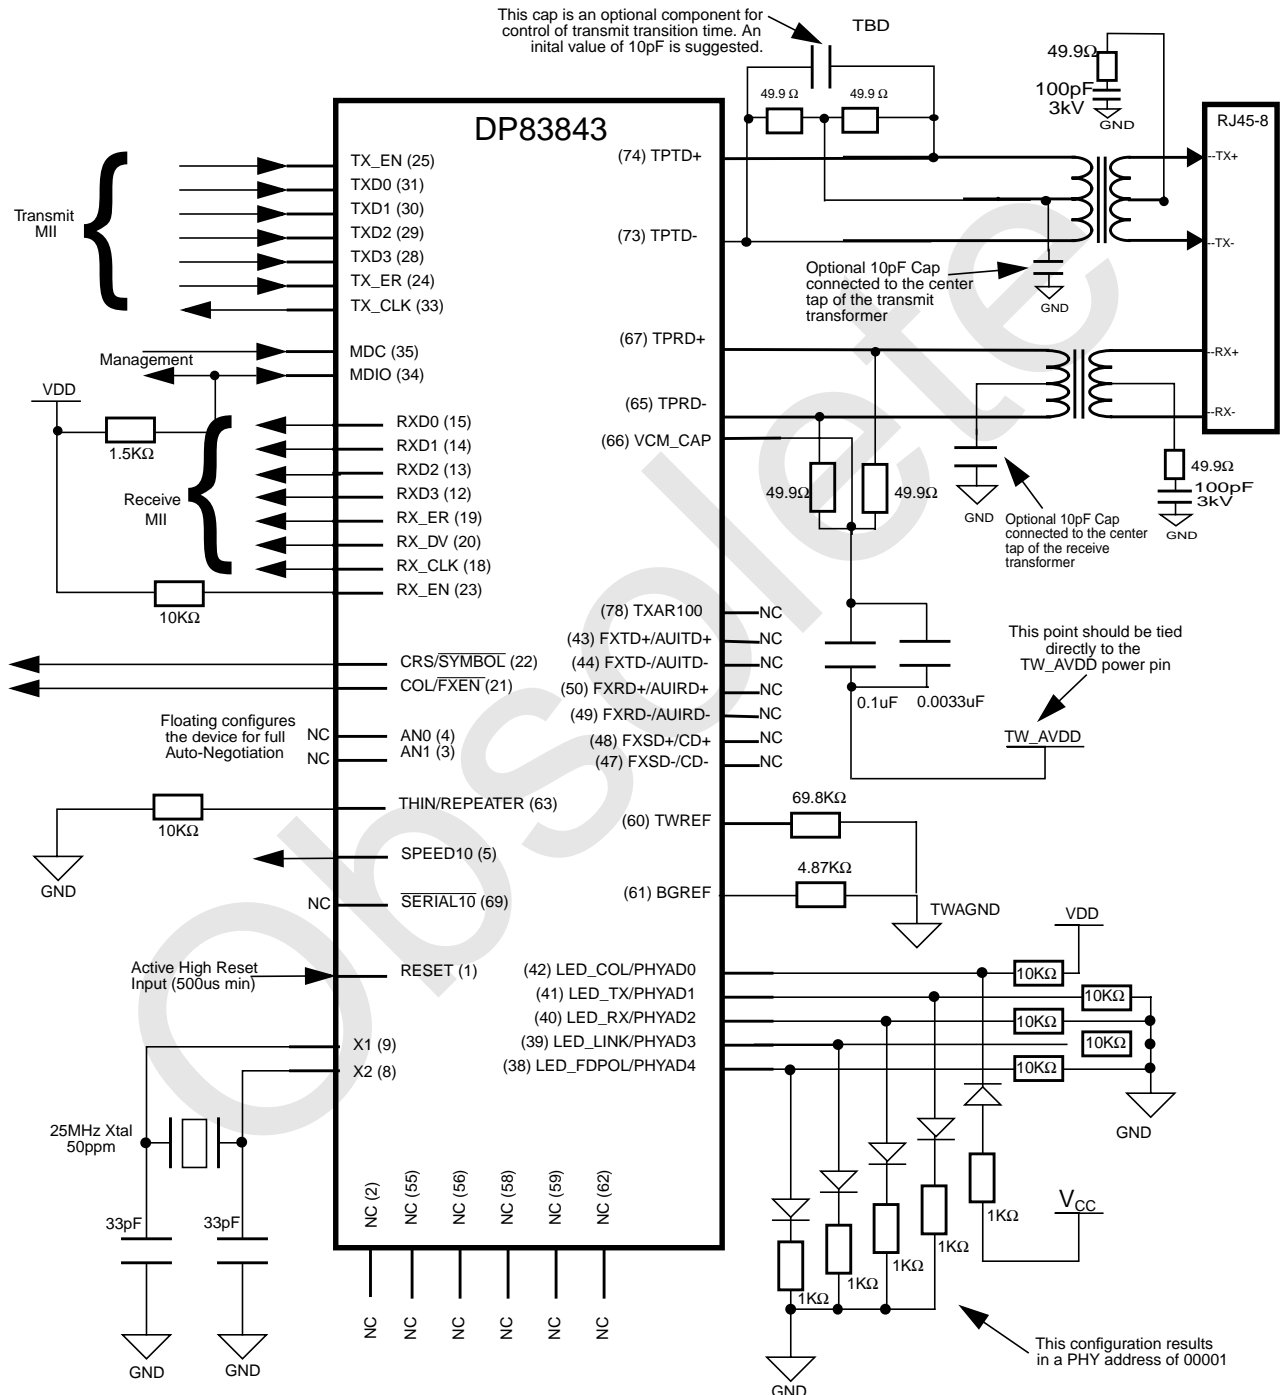 This cap is an optional component for
control of transmit transition time. An
inital value of 10pF is suggested.
TBD
49.9 Ω
49.9 Ω
49.9Ω
100pF
3kV
GND
RJ45-8
DP83843
Transmit
MII
TX_EN (25)
TXD0 (31)
TXD1 (30)
TXD2 (29)
TXD3 (28)
TX_ER (24)
TX_CLK (33)
(74) TPTD+
(73) TPTD-
--TX+
--TX-
Optional 10pF Cap
connected to the center
tap of the transmit
transformer
GND
Management
MDC (35)
MDIO (34)
VDD
1.5KΩ
Receive
MII
RXD0 (15)
RXD1 (14)
RXD2 (13)
RXD3 (12)
RX_ER (19)
RX_DV (20)
RX_CLK (18)
RX_EN (23)
10KΩ
(67) TPRD+
(65) TPRD-
(66) VCM_CAP
--RX+
--RX-
49.9Ω
49.9Ω
GND
Optional 10pF Cap
connected to the center
tap of the receive
transformer
49.9Ω
100pF
3kV
GND
CRS/SYMBOL (22)
COL/FXEN (21)
Floating configures
the device for full
Auto-Negotiation
NC
NC
AN0 (4)
AN1 (3)
(78) TXAR100
NC
(43) FXTD+/AUITD+
NC
(44) FXTD-/AUITD-
NC
(50) FXRD+/AUIRD+
NC
(49) FXRD-/AUIRD-
NC
(48) FXSD+/CD+
NC
(47) FXSD-/CD-
NC
0.1uF
0.0033uF
This point should be tied
directly to the
TW_AVDD power pin
TW_AVDD
10KΩ
GND
THIN/REPEATER (63)
SPEED10 (5)
NC
SERIAL10 (69)
(60) TWREF
69.8KΩ
(61) BGREF
4.87KΩ
TWAGND
Active High Reset
Input (500us min)
RESET (1)
X1 (9)
X2 (8)
(42) LED_COL/PHYAD0
(41) LED_TX/PHYAD1
(40) LED_RX/PHYAD2
(39) LED_LINK/PHYAD3
(38) LED_FDPOL/PHYAD4
VDD
10KΩ
10KΩ
10KΩ
10KΩ
10KΩ
GND
25MHz Xtal
50ppm
33pF
33pF
GND
GND
NC (2)
NC (55)
NC (56)
NC (58)
NC (59)
NC (62)
NC
NC
NC
NC
NC
NC
VCC
1KΩ
1KΩ
1KΩ
1KΩ
1KΩ
GND
This configuration results
in a PHY address of 00001
Obsolete